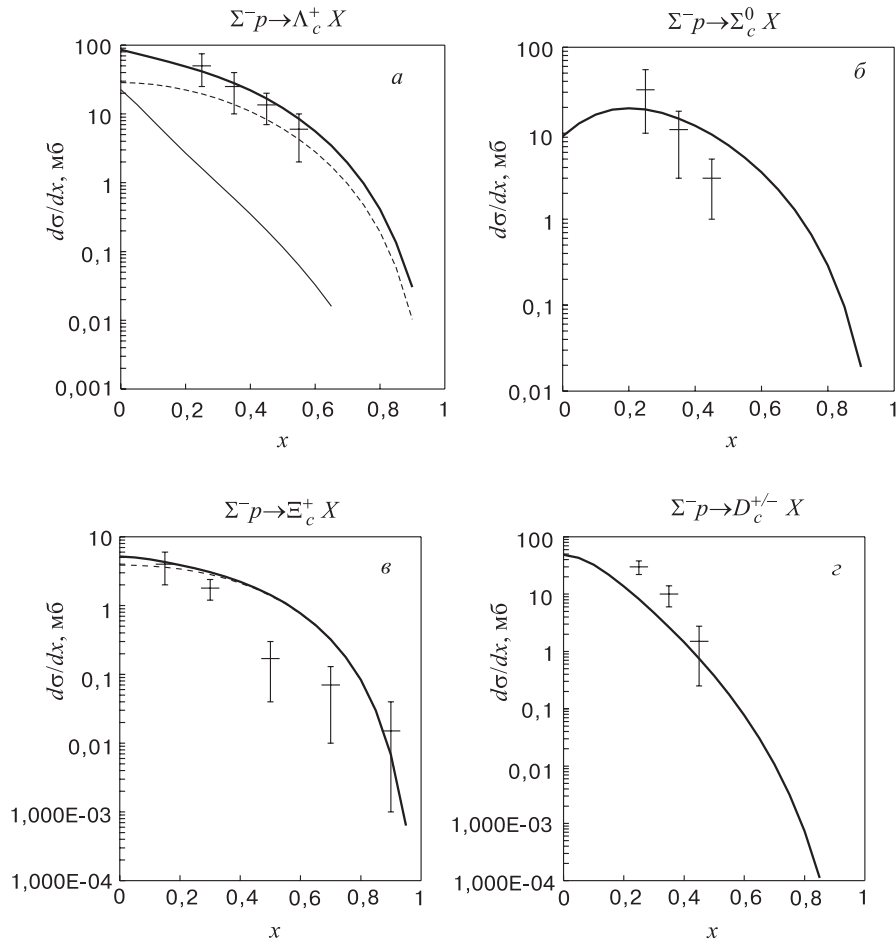 Σ⁻p→Λc⁺ X
100
10
1
0,1
0,01
0,001
dσ/dx, мб
а
0 0,2 0,4 0,6 0,8 1
x
Σ⁻p→Σc⁰ X
100
10
1
0,1
0,01
dσ/dx, мб
б
0 0,2 0,4 0,6 0,8 1
x
Σ⁻p→Ξc⁺ X
10
1
0,1
0,01
1,000E-03
1,000E-04
dσ/dx, мб
в
0 0,2 0,4 0,6 0,8 1
x
Σ⁻p→Dc⁺/⁻ X
100
10
1
0,1
0,01
1,000E-03
1,000E-04
dσ/dx, мб
г
0 0,2 0,4 0,6 0,8 1
x